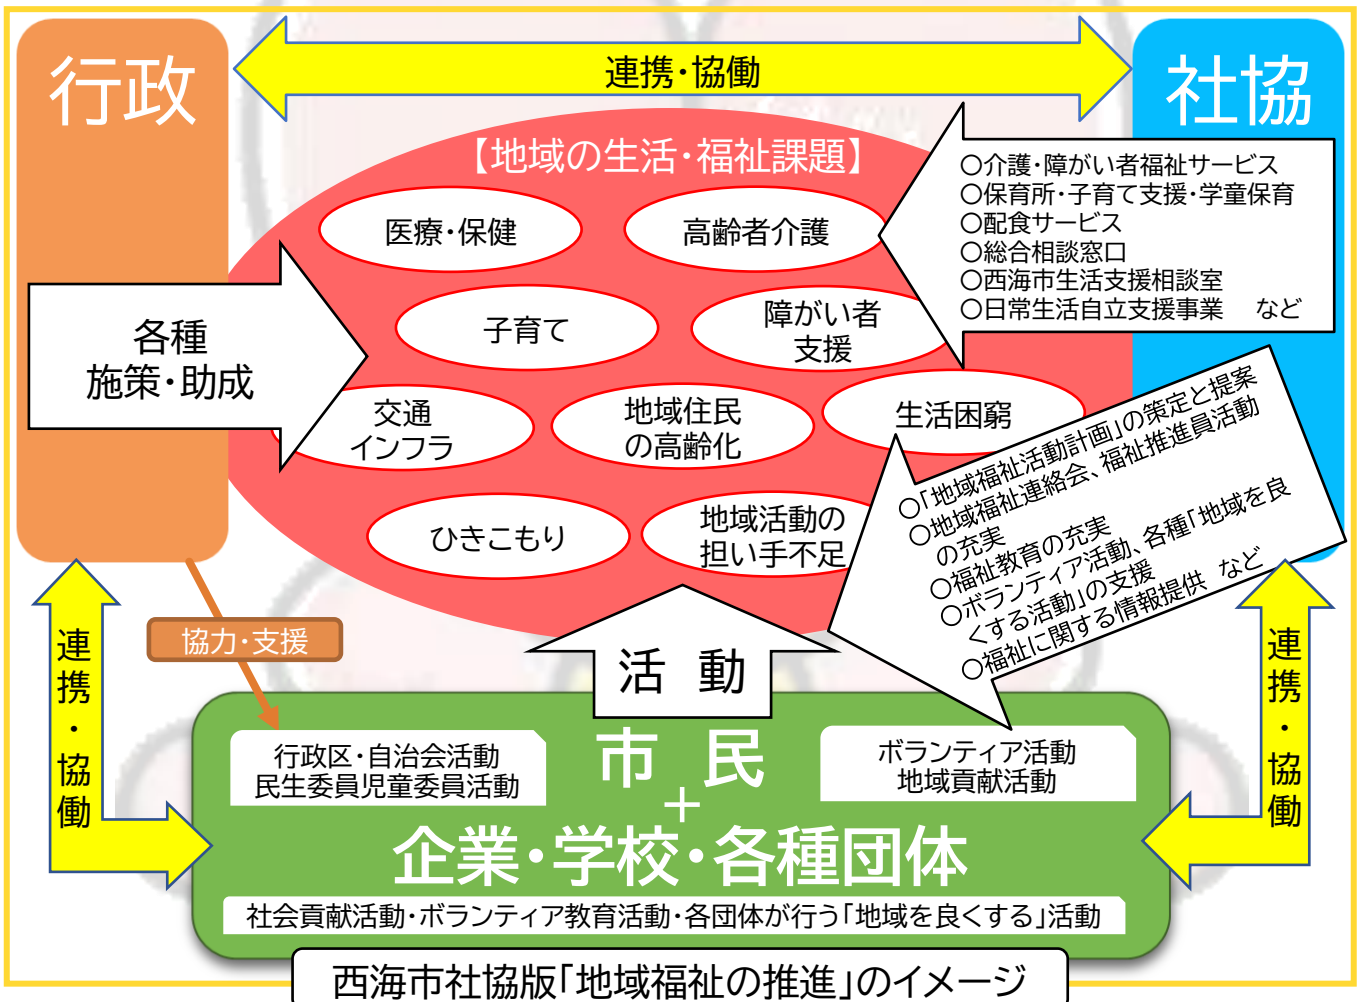 行政
連携・協働
社協
【地域の生活・福祉課題】
医療・保健
高齢者介護
子育て
障がい者
支援
交通
インフラ
地域住民
の高齢化
生活困窮
ひきこもり
地域活動の
担い手不足
各種
施策・助成
○介護・障がい者福祉サービス
○保育所・子育て支援・学童保育
○配食サービス
○総合相談窓口
○西海市生活支援相談室
○日常生活自立支援事業　など
○「地域福祉活動計画」の策定と提案
○地域福祉連絡会、福祉推進員活動
の充実
○福祉教育の充実
○ボランティア活動、各種「地域を良
くする活動」の支援
○福祉に関する情報提供　など
連携・協働
協力・支援
活　動
連携・協働
行政区・自治会活動
民生委員児童委員活動
市　民
＋
ボランティア活動
地域貢献活動
企業・学校・各種団体
社会貢献活動・ボランティア教育活動・各団体が行う「地域を良くする」活動
西海市社協版「地域福祉の推進」のイメージ